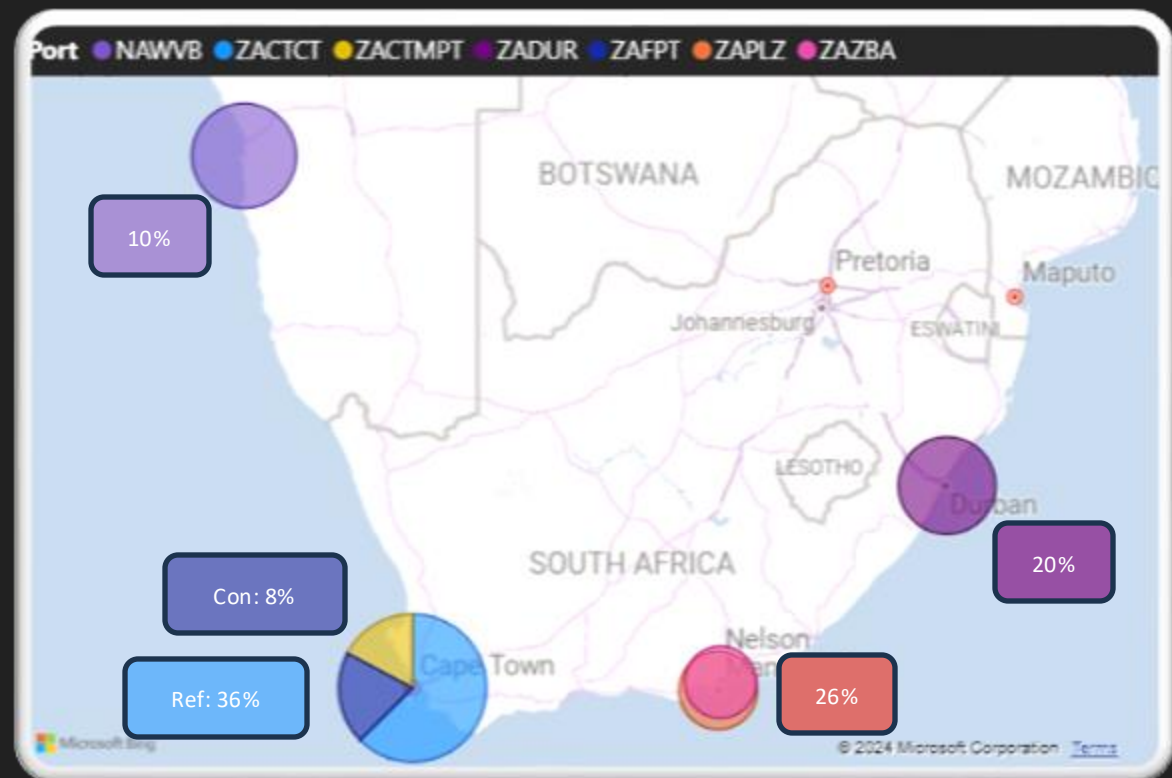 Port NAWVB ZACTCT ZACTMPT ZADUR ZAFPT ZAPLZ ZAZBA
BOTSWANA
MOZAMBIC
10%
Pretoria
Maputo
Johannesburg
ESWATINI
LESOTHO
Durban
SOUTH AFRICA
20%
Con: 8%
Nelson
Man
Cape Town
Ref: 36%
26%
Microsoft Bing
© 2024 Microsoft Corporation Terms